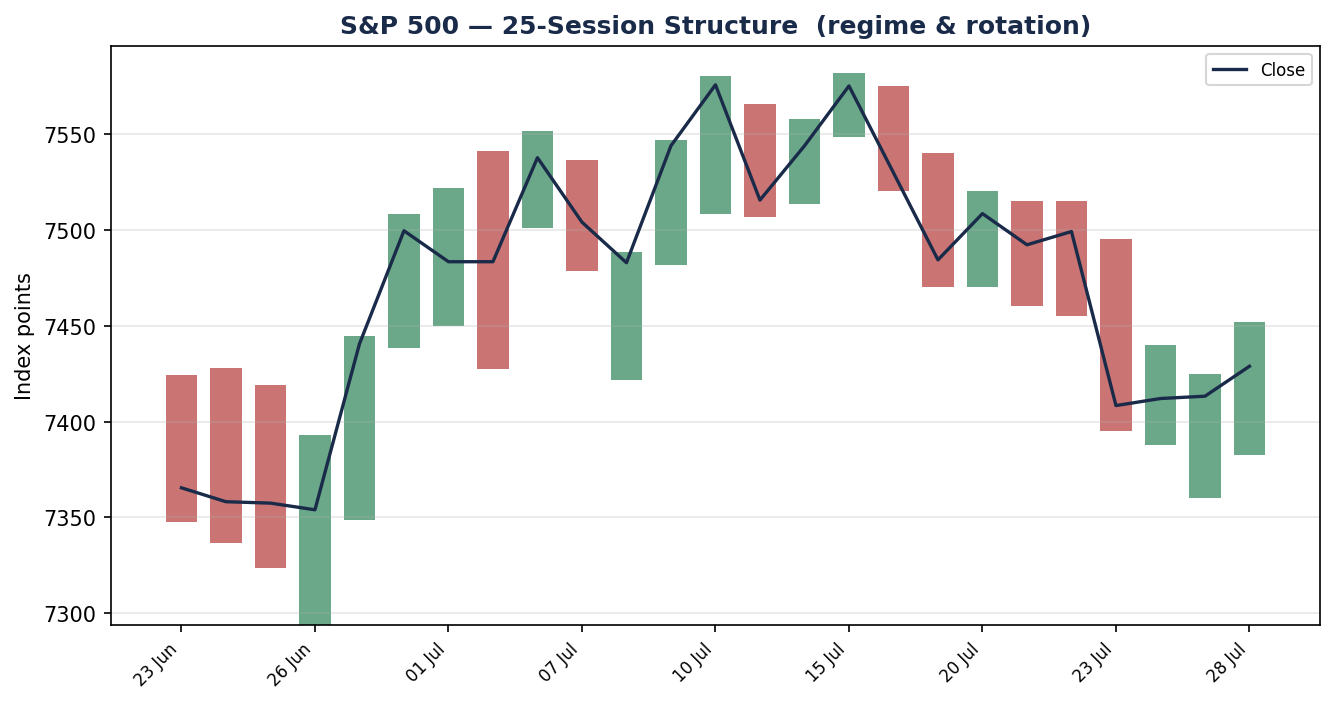 S&P 500 — 25-Session Structure (regime & rotation)
Close
Index points
7550
7500
7450
7400
7350
7300
23 Jun
26 Jun
01 Jul
07 Jul
10 Jul
15 Jul
20 Jul
23 Jul
28 Jul